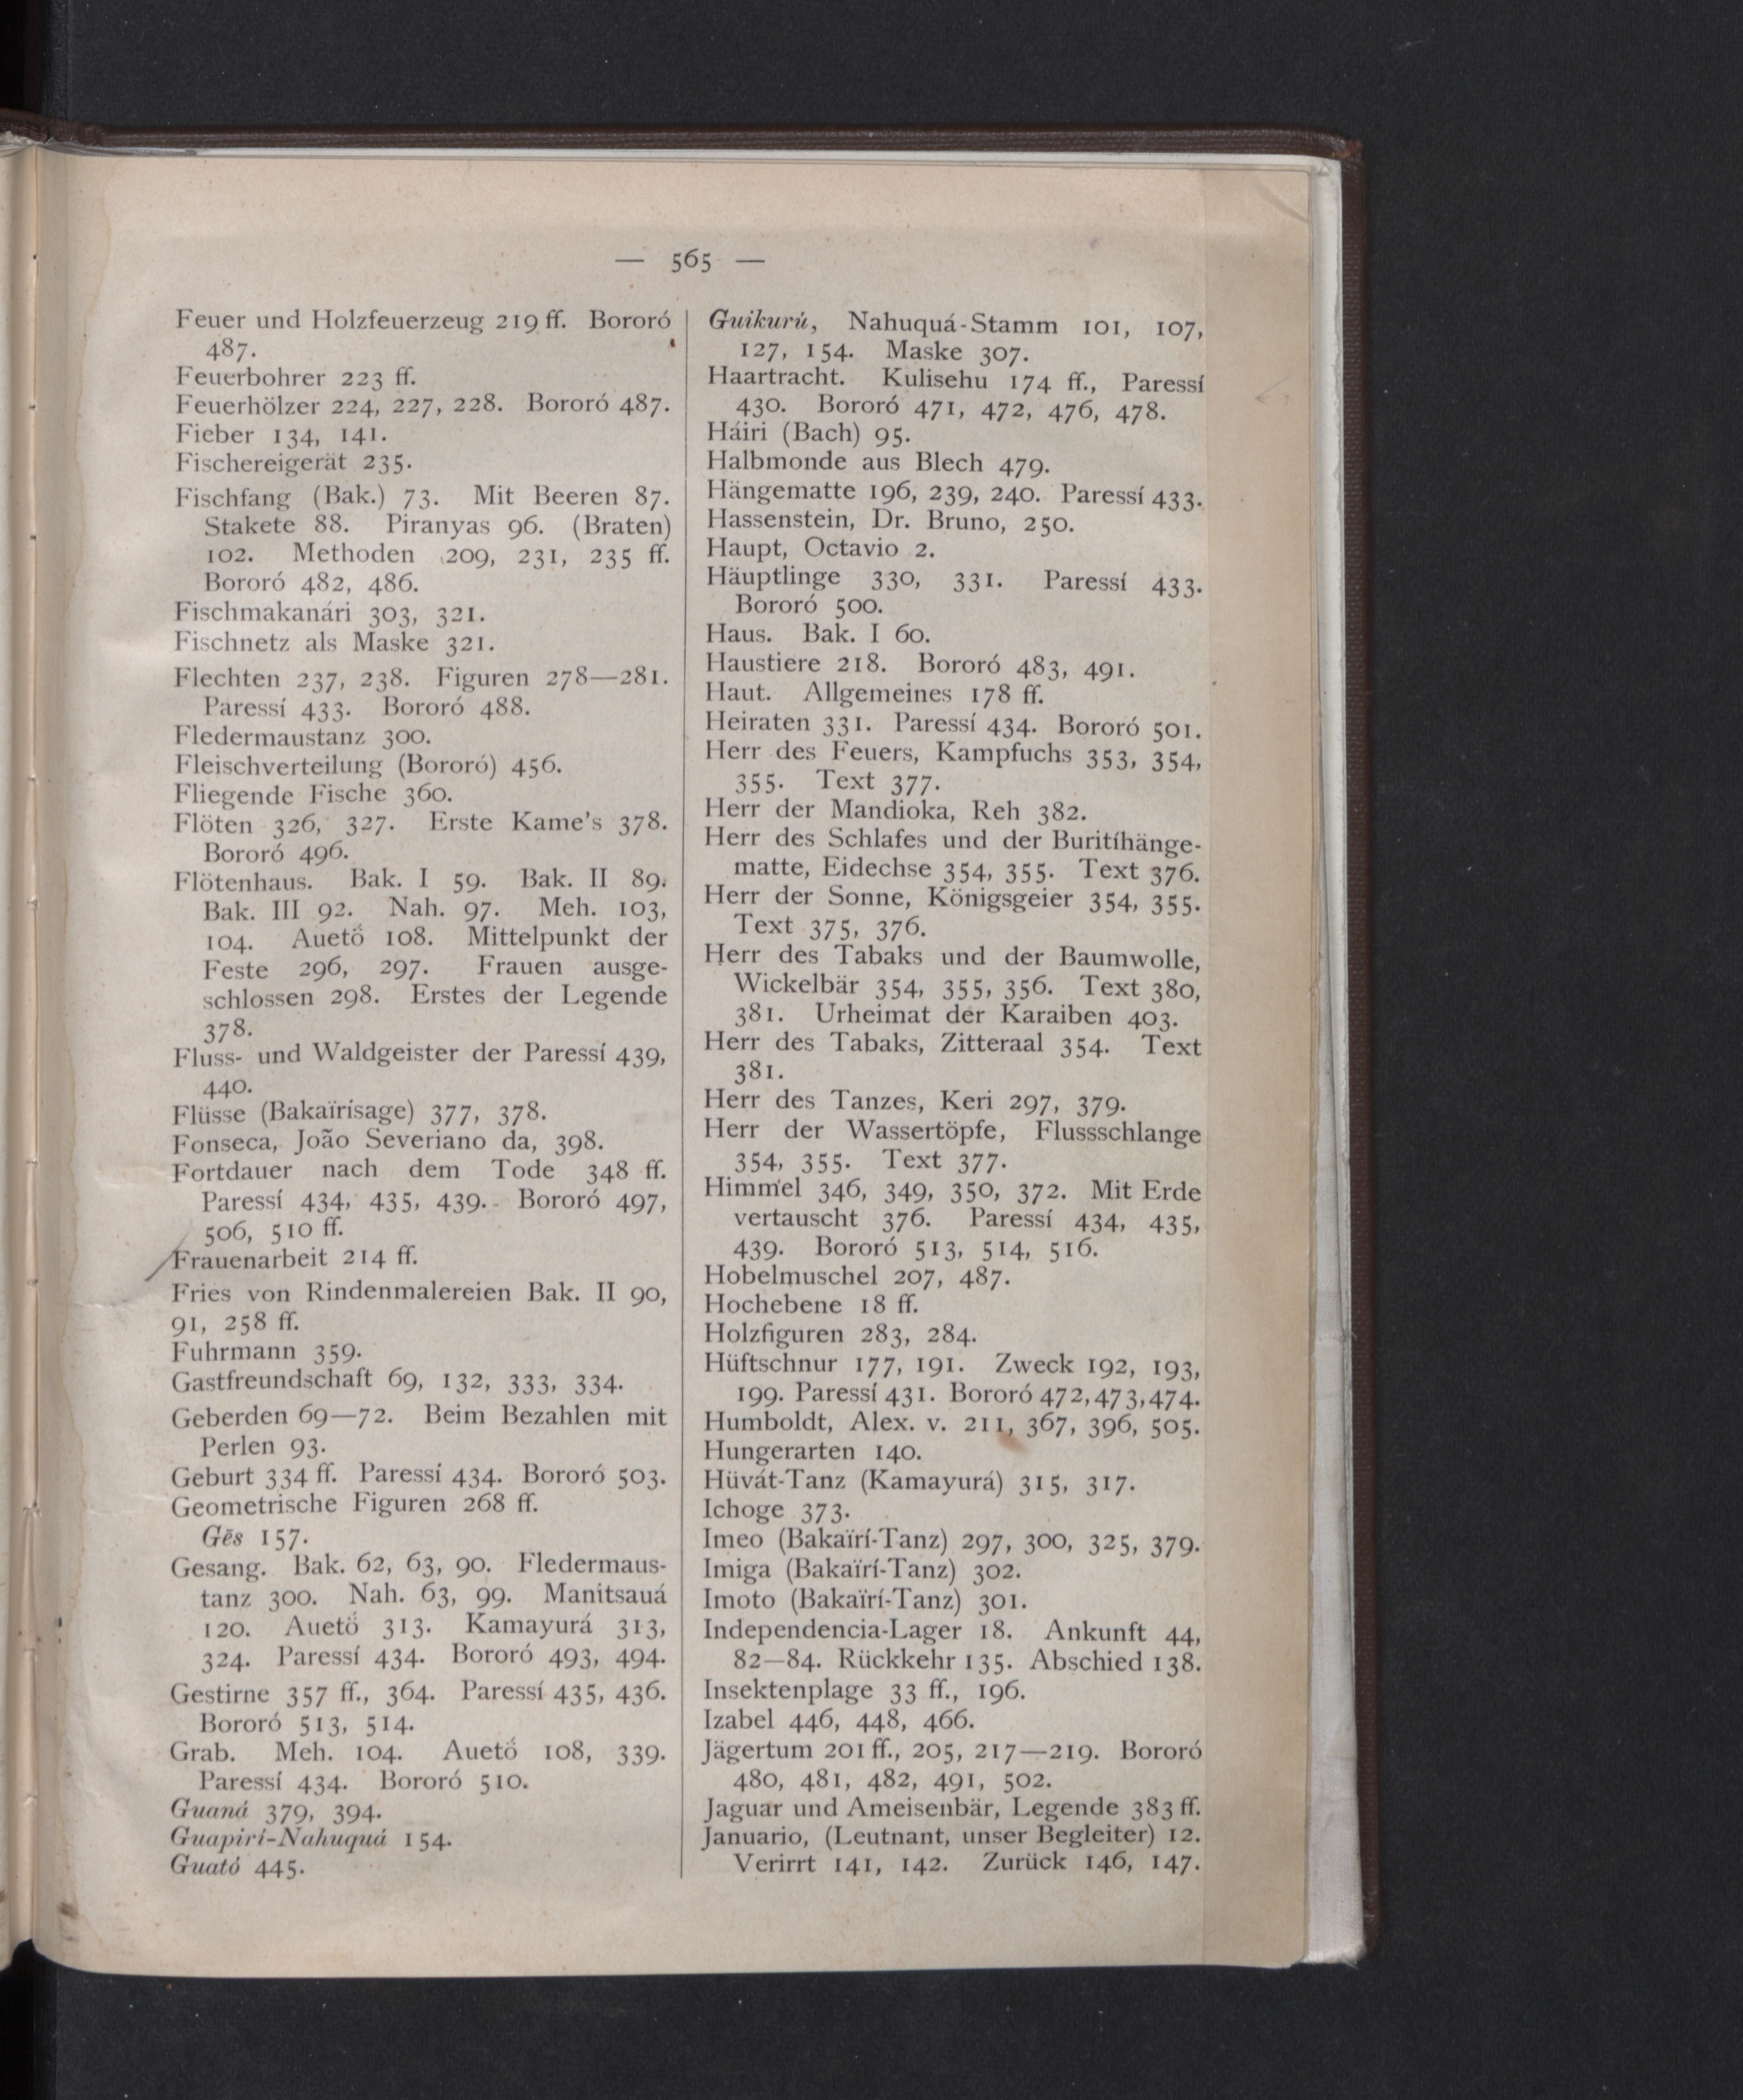 — 565 —
Feuer und Holzfeuerzeug 219 ff. Bororó
487.
Feuerbohrer 223 ff.
Feuerhölzer 224, 227, 228. Bororó 487.
Fieber 134, 141.
Fischereigerät 235.
Fischfang (Bak.) 73. Mit Beeren 87.
Stakete 88. Piranyas 96. (Braten)
102. Methoden 209, 231, 235 ff.
Bororó 482, 486.
Fischmakanári 303, 321.
Fischnetz als Maske 321.
Flechten 237, 238. Figuren 278—281.
Paressí 433. Bororó 488.
Fledermaustanz 300.
Fleischverteilung (Bororó) 456.
Fliegende Fische 360.
Flöten 326, 327. Erste Kame's 378.
Bororó 496.
Flötenhaus. Bak. I 59. Bak. II 89.
Bak. III 92. Nah. 97. Meh. 103,
104. Auetö́ 108. Mittelpunkt der
Feste 296, 297. Frauen ausge-
schlossen 298. Erstes der Legende
378.
Fluss- und Waldgeister der Paressí 439,
440.
Flüsse (Bakaïrísage) 377, 378.
Fonseca, João Severiano da, 398.
Fortdauer nach dem Tode 348 ff.
Paressí 434, 435, 439. Bororó 497,
506, 510 ff.
Frauenarbeit 214 ff.
Fries von Rindenmalereien Bak. II 90,
91, 258 ff.
Fuhrmann 359.
Gastfreundschaft 69, 132, 333, 334.
Geberden 69—72. Beim Bezahlen mit
Perlen 93.
Geburt 334 ff. Paressí 434. Bororó 503.
Geometrische Figuren 268 ff.
Gēs 157.
Gesang. Bak. 62, 63, 90. Fledermaus-
tanz 300. Nah. 63, 99. Manitsauá
120. Auetö́ 313. Kamayurá 313,
324. Paressí 434. Bororó 493, 494.
Gestirne 357 ff., 364. Paressí 435, 436.
Bororó 513, 514.
Grab. Meh. 104. Auetö́ 108, 339.
Paressí 434. Bororó 510.
Guaná 379, 394.
Guapirí-Nahuquá 154.
Guató 445.
Guikurú, Nahuquá-Stamm 101, 107,
127, 154. Maske 307.
Haartracht. Kulisehu 174 ff., Paressí
430. Bororó 471, 472, 476, 478.
Háiri (Bach) 95.
Halbmonde aus Blech 479.
Hängematte 196, 239, 240. Paressí 433.
Hassenstein, Dr. Bruno, 250.
Haupt, Octavio 2.
Häuptlinge 330, 331. Paressí 433.
Bororó 500.
Haus. Bak. I 60.
Haustiere 218. Bororó 483, 491.
Haut. Allgemeines 178 ff.
Heiraten 331. Paressí 434. Bororó 501.
Herr des Feuers, Kampfuchs 353, 354,
355. Text 377.
Herr der Mandioka, Reh 382.
Herr des Schlafes und der Buritíhänge-
matte, Eidechse 354, 355. Text 376.
Herr der Sonne, Königsgeier 354, 355.
Text 375, 376.
Herr des Tabaks und der Baumwolle,
Wickelbär 354, 355, 356. Text 380,
381. Urheimat der Karaiben 403.
Herr des Tabaks, Zitteraal 354. Text
381.
Herr des Tanzes, Keri 297, 379.
Herr der Wassertöpfe, Flussschlange
354, 355. Text 377.
Himmel 346, 349, 350, 372. Mit Erde
vertauscht 376. Paressí 434, 435,
439. Bororó 513, 514, 516.
Hobelmuschel 207, 487.
Hochebene 18 ff.
Holzfiguren 283, 284.
Hüftschnur 177, 191. Zweck 192, 193,
199. Paressí 431. Bororó 472, 473, 474.
Humboldt, Alex. v. 211, 367, 396, 505.
Hungerarten 140.
Hüvát-Tanz (Kamayurá) 315, 317.
Ichoge 373.
Imeo (Bakaïrí-Tanz) 297, 300, 325, 379.
Imiga (Bakaïrí-Tanz) 302.
Imoto (Bakaïrí-Tanz) 301.
Independencia-Lager 18. Ankunft 44,
82—84. Rückkehr 135. Abschied 138.
Insektenplage 33 ff., 196.
Izabel 446, 448, 466.
Jägertum 201 ff., 205, 217—219. Bororó
480, 481, 482, 491, 502.
Jaguar und Ameisenbär, Legende 383 ff.
Januario, (Leutnant, unser Begleiter) 12.
Verirrt 141, 142. Zurück 146, 147.